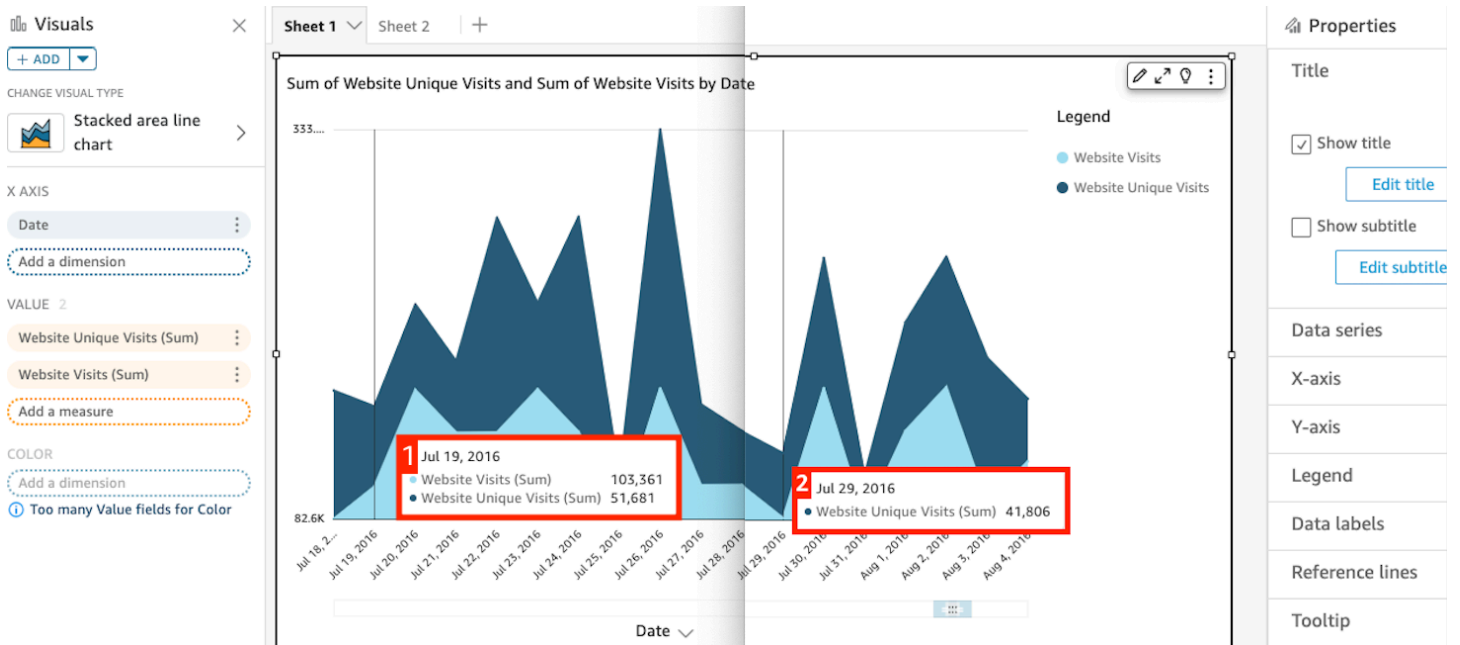 Visuals
+ ADD
CHANGE VISUAL TYPE
Stacked area line
chart
X AXIS
Date
Add a dimension
VALUE 2
Website Unique Visits (Sum)
Website Visits (Sum)
Add a measure
COLOR
Add a dimension
Too many Value fields for Color
Sheet 1
Sheet 2
Sum of Website Unique Visits and Sum of Website Visits by Date
333....
82.6K
1
Jul 19, 2016
Website Visits (Sum) 103,361
Website Unique Visits (Sum) 51,681
2
Jul 29, 2016
Website Unique Visits (Sum) 41,806
Jul 18, 2...
Jul 19, 2016
Jul 20, 2016
Jul 21, 2016
Jul 22, 2016
Jul 23, 2016
Jul 24, 2016
Jul 25, 2016
Jul 26, 2016
Jul 27, 2016
Jul 28, 2016
Jul 29, 2016
Jul 30, 2016
Jul 31, 2016
Aug 1, 2016
Aug 2, 2016
Aug 3, 2016
Aug 4, 2016
Date
Legend
Website Visits
Website Unique Visits
Properties
Title
Show title
Edit title
Show subtitle
Edit subtitle
Data series
X-axis
Y-axis
Legend
Data labels
Reference lines
Tooltip